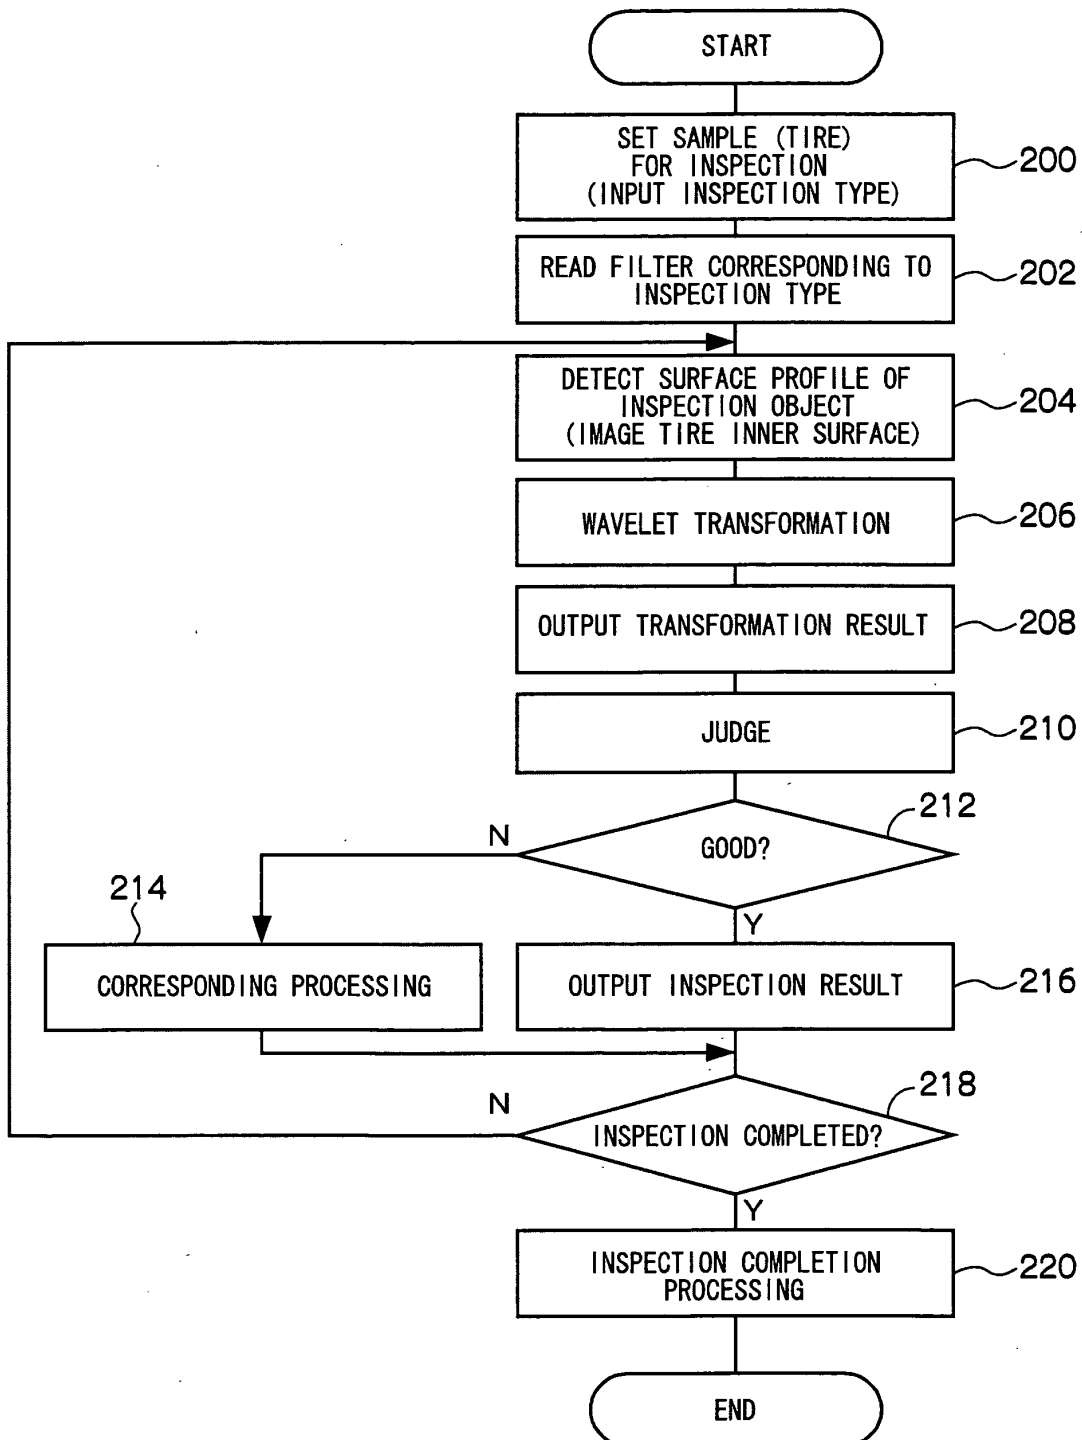 START
SET SAMPLE (TIRE)
FOR INSPECTION
(INPUT INSPECTION TYPE)
200
READ FILTER CORRESPONDING TO
INSPECTION TYPE
202
DETECT SURFACE PROFILE OF
INSPECTION OBJECT
(IMAGE TIRE INNER SURFACE)
204
WAVELET TRANSFORMATION
206
OUTPUT TRANSFORMATION RESULT
208
JUDGE
210
212
N
GOOD?
Y
214
CORRESPONDING PROCESSING
OUTPUT INSPECTION RESULT
216
218
N
INSPECTION COMPLETED?
Y
INSPECTION COMPLETION
PROCESSING
220
END